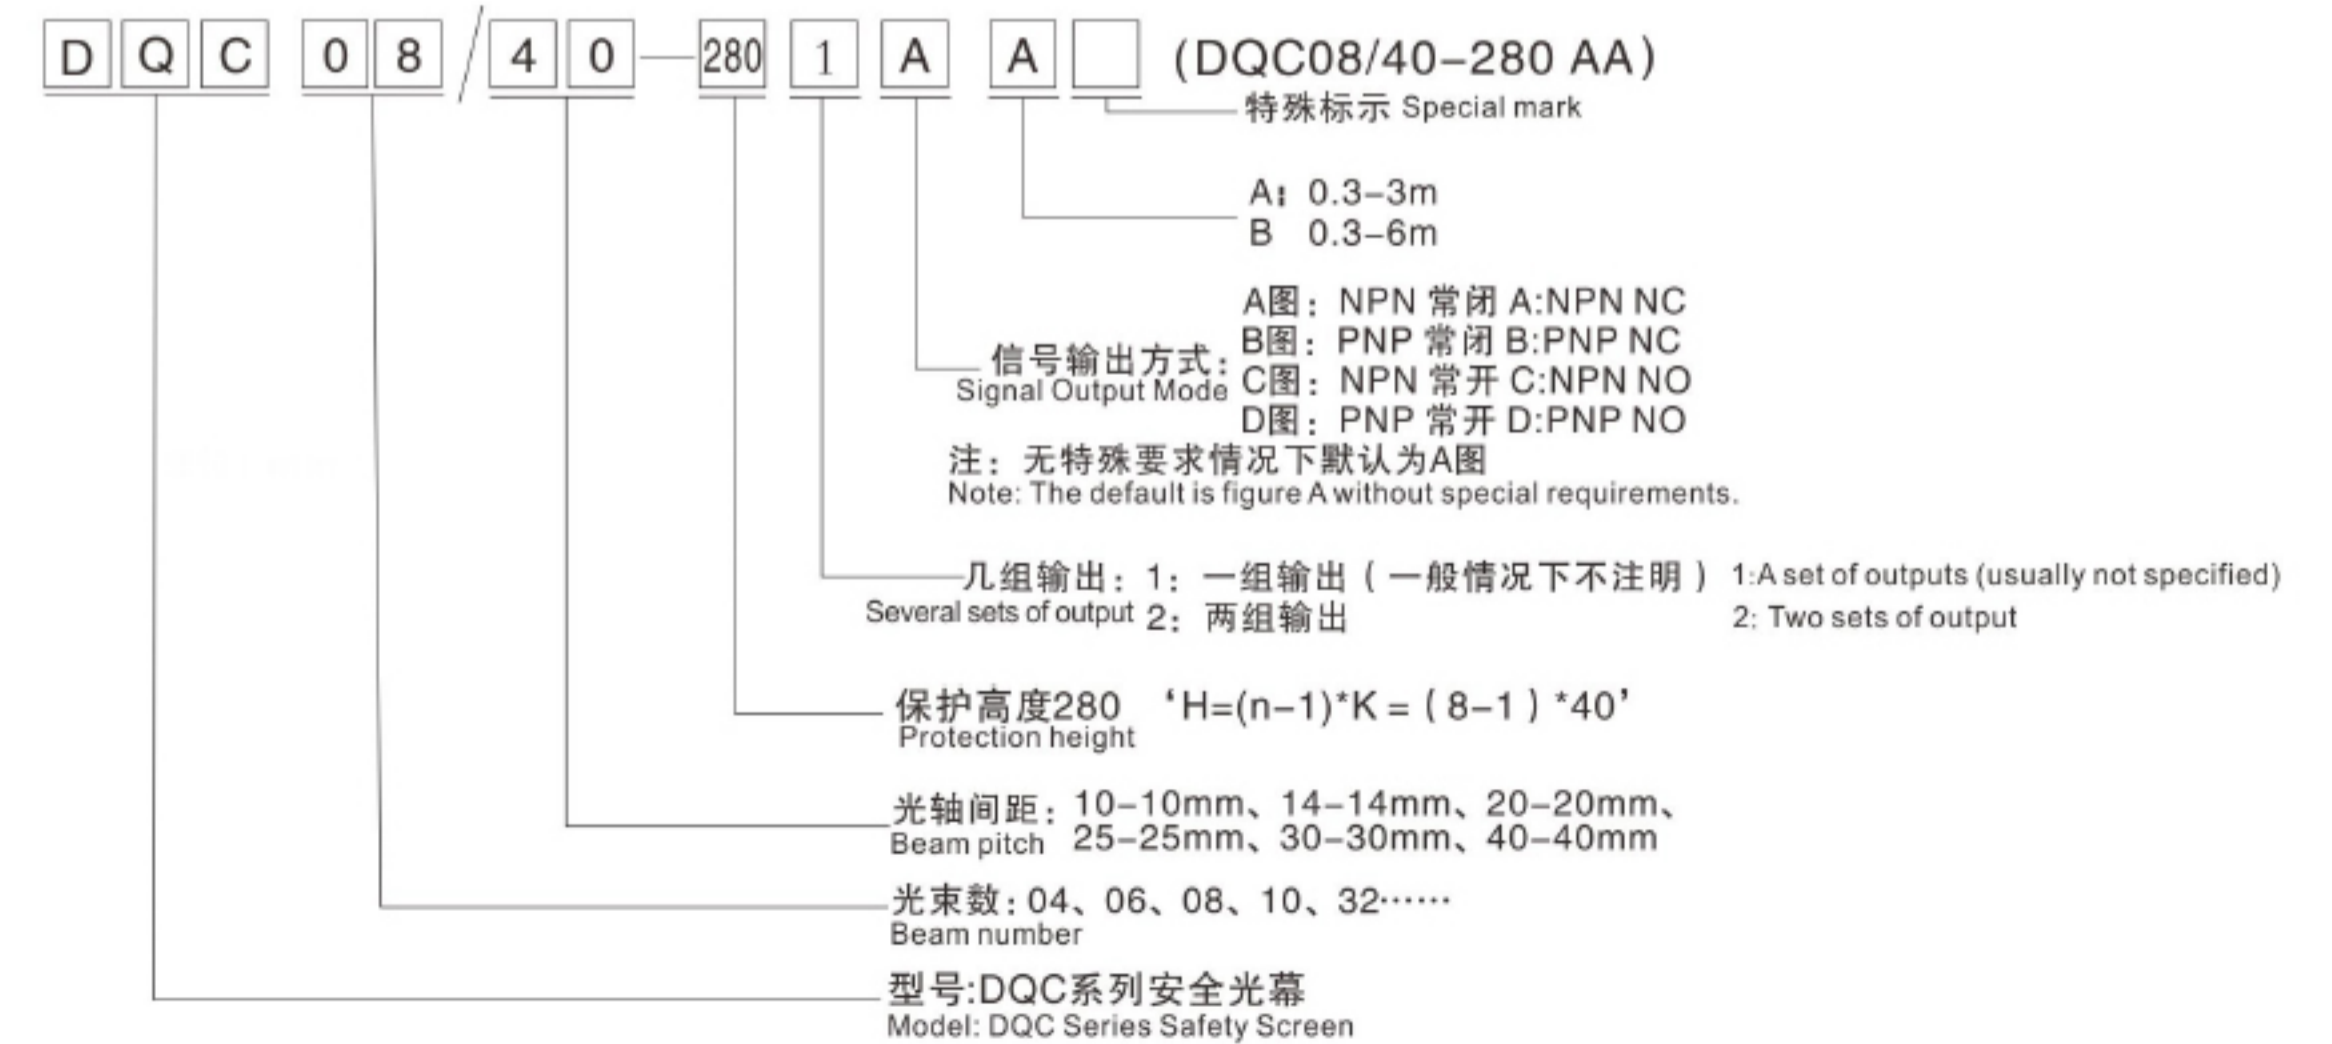 D Q C 0 8 / 4 0 — 280 1 A A (DQC08/40-280 AA)
特殊标示 Special mark
A: 0.3-3m
B 0.3-6m
A图: NPN 常闭 A:NPN NC
B图: PNP 常闭 B:PNP NC
信号输出方式:
Signal Output Mode
C图: NPN 常开 C:NPN NO
D图: PNP 常开 D:PNP NO
注: 无特殊要求情况下默认为A图
Note: The default is figure A without special requirements.
几组输出: 1: 一组输出 ( 一般情况下不注明 ) 1:A set of outputs (usually not specified)
Several sets of output 2: 两组输出 2: Two sets of output
保护高度280 ‘H=(n-1)*K = ( 8-1 ) *40’
Protection height
光轴间距: 10-10mm、14-14mm、20-20mm、
Beam pitch 25-25mm、30-30mm、40-40mm
光束数: 04、06、08、10、32……
Beam number
型号:DQC系列安全光幕
Model: DQC Series Safety Screen